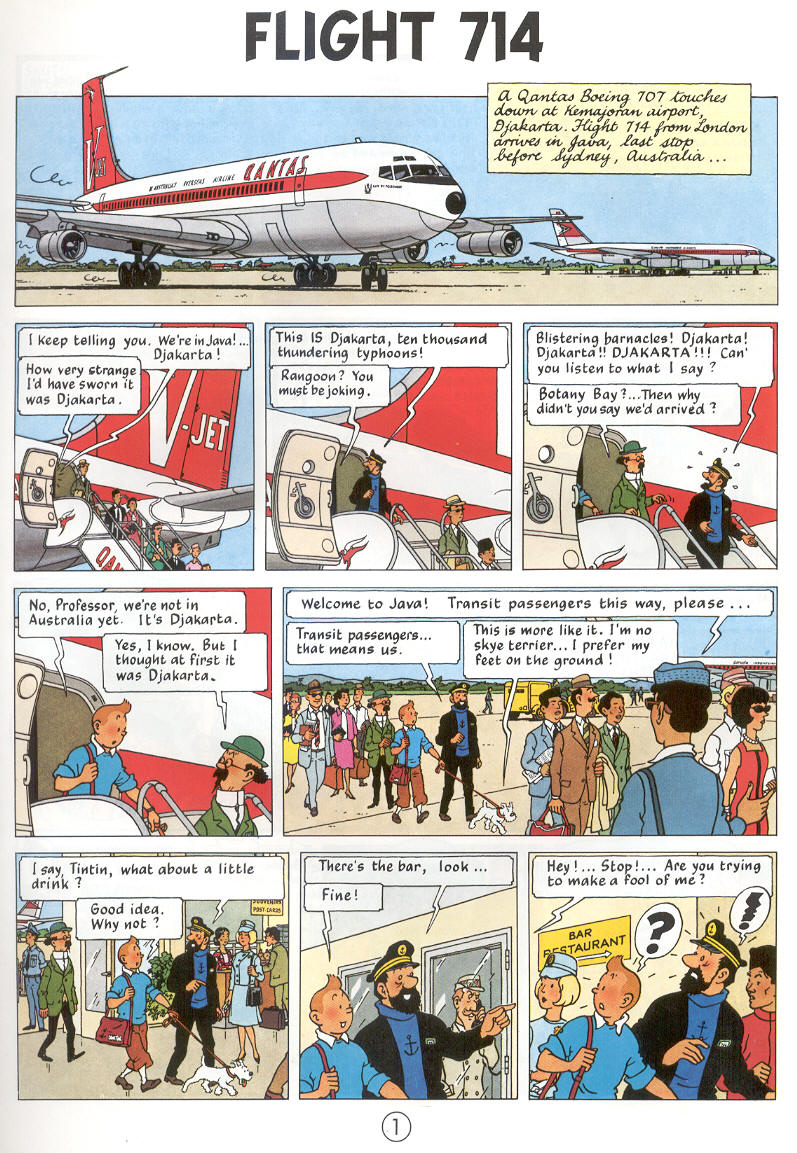 FLIGHT 714
A Qantas Boeing 707 touches
down at Kemajoran airport,
Djakarta. Flight 714 from London
arrives in Java, last stop
before Sydney, Australia ...
V
JET
AUSTRALIA'S OVERSEAS AIRLINE
QANTAS
I keep telling you. We're in Java!...
Djakarta!
How very strange
I'd have sworn it
was Djakarta.
V-JET
QAN
This IS Djakarta, ten thousand
thundering typhoons!
Rangoon? You
must be joking.
Blistering barnacles! Djakarta!
Djakarta!! DJAKARTA!!! Can'
you listen to what I say?
Botany Bay?...Then why
didn't you say we'd arrived?
No, Professor, we're not in
Australia yet. It's Djakarta.
Yes, I know. But I
thought at first it
was Djakarta.
Welcome to Java! Transit passengers this way, please ...
Transit passengers...
that means us.
This is more like it. I'm no
skye terrier... I prefer my
feet on the ground!
I say, Tintin, what about a little
drink?
Good idea.
Why not?
SOUVENIRS
POST-CARDS
There's the bar, look ...
Fine!
Hey!... Stop!... Are you trying
to make a fool of me?
BAR
RESTAURANT
?
!
1